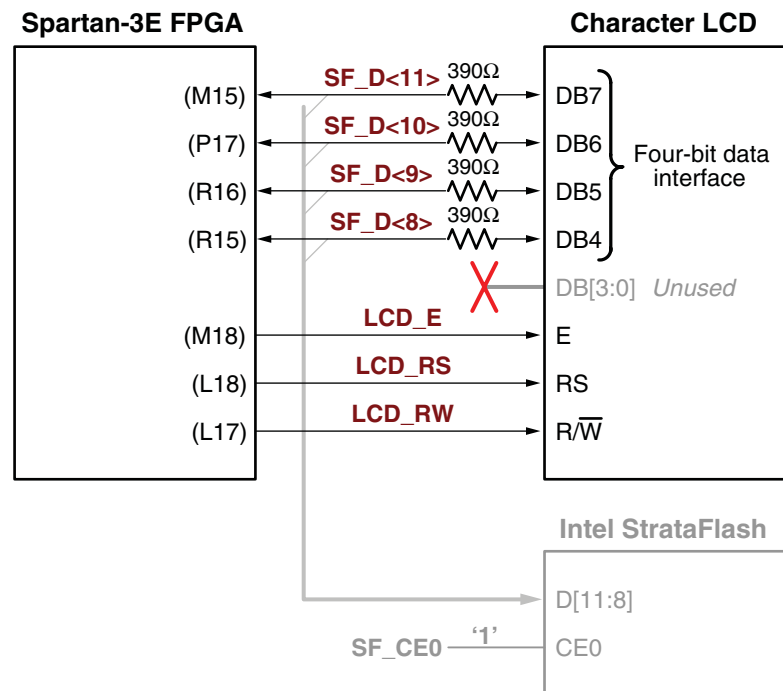 Spartan-3E FPGA
Character LCD
(M15) SF_D<11> 390Ω DB7
(P17) SF_D<10> 390Ω DB6
(R16) SF_D<9> 390Ω DB5
(R15) SF_D<8> 390Ω DB4
Four-bit data
interface
DB[3:0] Unused
(M18) LCD_E E
(L18) LCD_RS RS
(L17) LCD_RW R/W̅
Intel StrataFlash
D[11:8]
SF_CE0 ‘1’ CE0